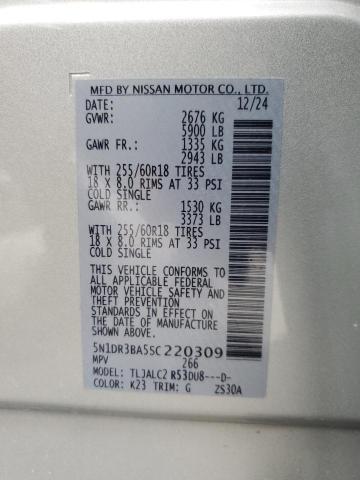 MFD BY NISSAN MOTOR CO., LTD.
DATE: 12/24
GVWR: 2676 KG
5900 LB
GAWR FR.: 1335 KG
2943 LB
WITH 255/60R18 TIRES
18 X 8.0 RIMS AT 33 PSI
COLD SINGLE
GAWR RR.: 1530 KG
3373 LB
WITH 255/60R18 TIRES
18 X 8.0 RIMS AT 33 PSI
COLD SINGLE
THIS VEHICLE CONFORMS TO
ALL APPLICABLE FEDERAL
MOTOR VEHICLE SAFETY AND
THEFT PREVENTION
STANDARDS IN EFFECT ON
THE DATE OF MANUFACTURE
SHOWN ABOVE.
5N1DR3BA5SC220309
MPV 266
MODEL: TLJALC2 R53DU8---D-
COLOR: K23 TRIM: G ZS30A